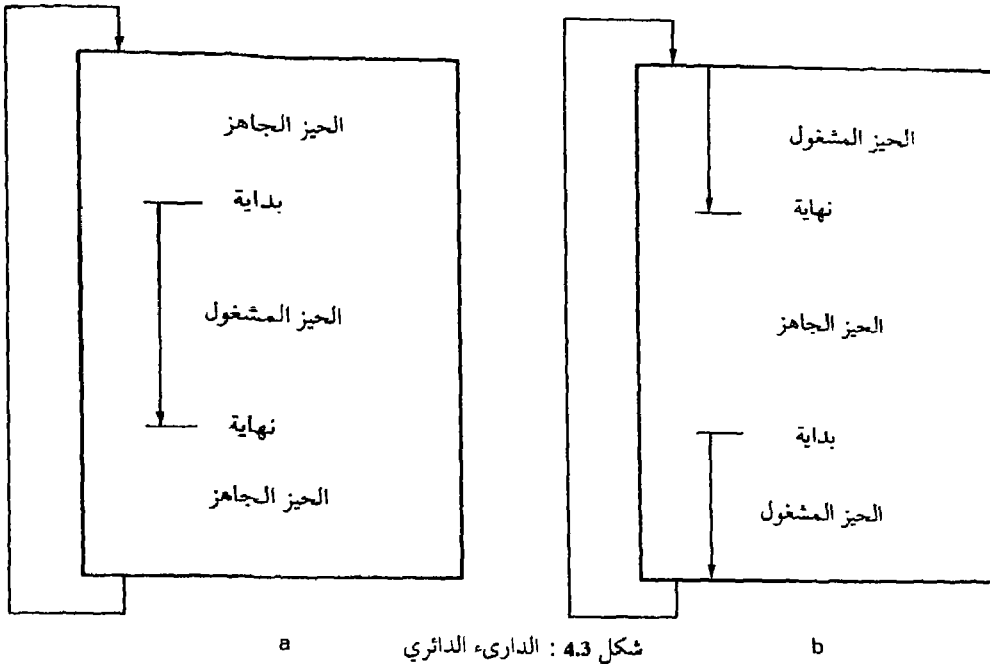 الحيز الجاهز
بداية
الحيز المشغول
نهاية
الحيز الجاهز
الحيز المشغول
نهاية
الحيز الجاهز
بداية
الحيز المشغول
a
b
شكل 4.3 : الدارىء الدائري